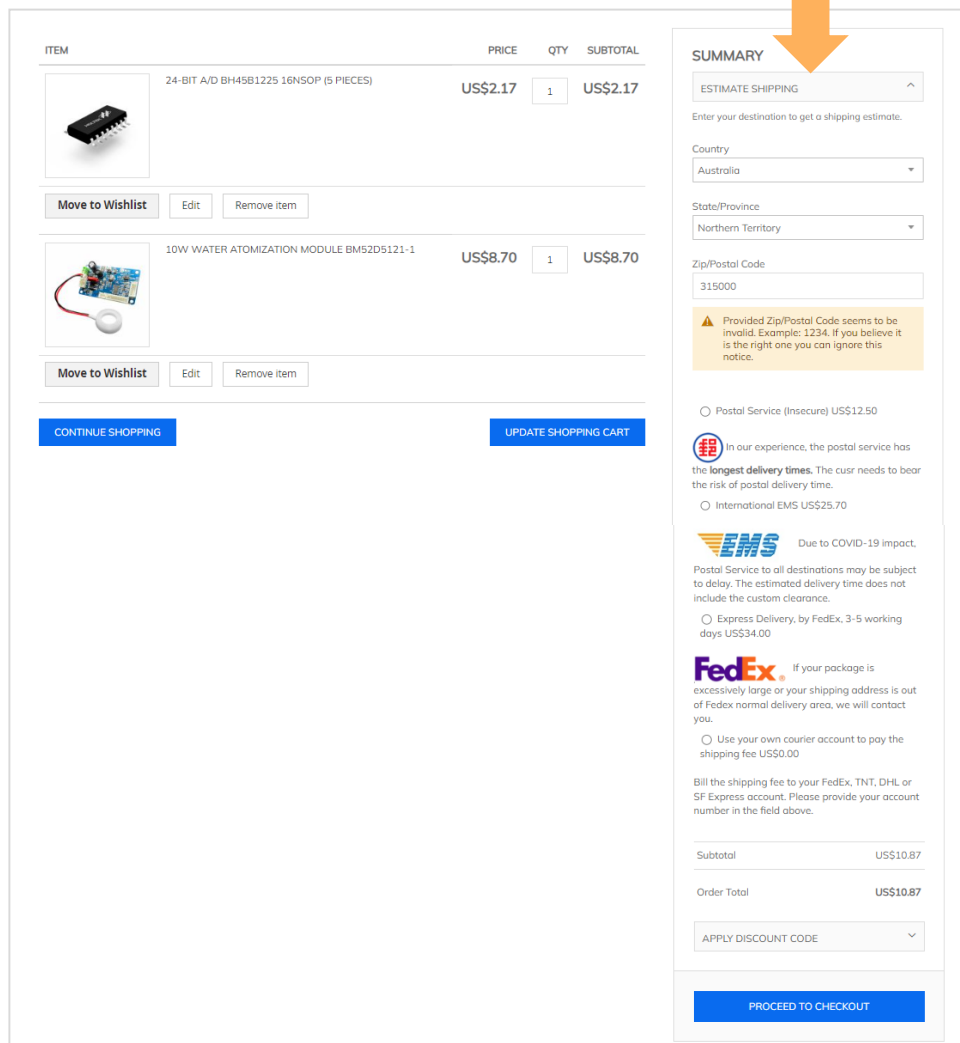 ITEM PRICE QTY SUBTOTAL
24-BIT A/D BH45B1225 16NSOP (5 PIECES) US$2.17 1 US$2.17
Move to Wishlist Edit Remove item
10W WATER ATOMIZATION MODULE BM52D5121-1 US$8.70 1 US$8.70
Move to Wishlist Edit Remove item
CONTINUE SHOPPING UPDATE SHOPPING CART
SUMMARY
ESTIMATE SHIPPING
Enter your destination to get a shipping estimate.
Country
Australia
State/Province
Northern Territory
Zip/Postal Code
315000
Provided Zip/Postal Code seems to be
invalid. Example: 1234. If you believe it
is the right one you can ignore this
notice.
Postal Service (Insecure) US$12.50
In our experience, the postal service has
the longest delivery times. The cusr needs to bear
the risk of postal delivery time.
International EMS US$25.70
EMS Due to COVID-19 impact,
Postal Service to all destinations may be subject
to delay. The estimated delivery time does not
include the custom clearance.
Express Delivery, by FedEx, 3-5 working
days US$34.00
FedEx. If your package is
excessively large or your shipping address is out
of Fedex normal delivery area, we will contact
you.
Use your own courier account to pay the
shipping fee US$0.00
Bill the shipping fee to your FedEx, TNT, DHL or
SF Express account. Please provide your account
number in the field above.
Subtotal US$10.87
Order Total US$10.87
APPLY DISCOUNT CODE
PROCEED TO CHECKOUT